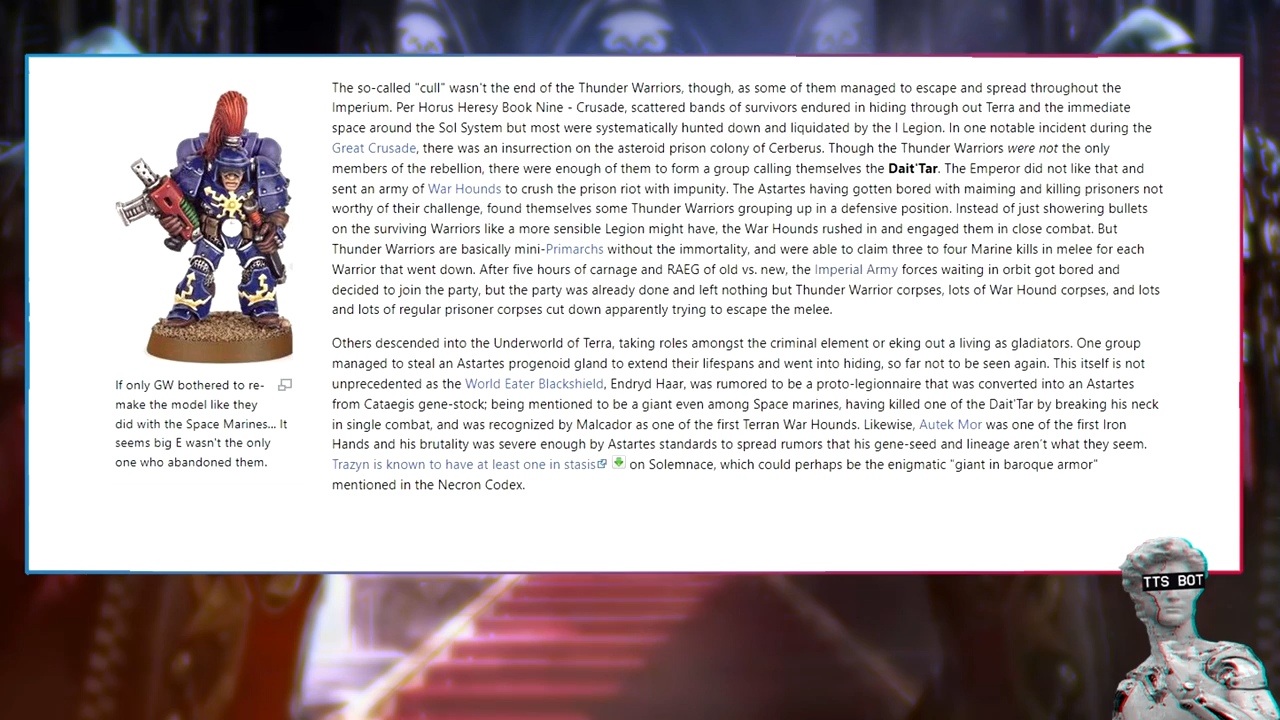 The so-called "cull" wasn't the end of the Thunder Warriors, though, as some of them managed to escape and spread throughout the
Imperium. Per Horus Heresy Book Nine - Crusade, scattered bands of survivors endured in hiding through out Terra and the immediate
space around the Sol System but most were systematically hunted down and liquidated by the I Legion. In one notable incident during the
Great Crusade, there was an insurrection on the asteroid prison colony of Cerberus. Though the Thunder Warriors were not the only
members of the rebellion, there were enough of them to form a group calling themselves the Dait'Tar. The Emperor did not like that and
sent an army of War Hounds to crush the prison riot with impunity. The Astartes having gotten bored with maiming and killing prisoners not
worthy of their challenge, found themselves some Thunder Warriors grouping up in a defensive position. Instead of just showering bullets
on the surviving Warriors like a more sensible Legion might have, the War Hounds rushed in and engaged them in close combat. But
Thunder Warriors are basically mini-Primarchs without the immortality, and were able to claim three to four Marine kills in melee for each
Warrior that went down. After five hours of carnage and RAEG of old vs. new, the Imperial Army forces waiting in orbit got bored and
decided to join the party, but the party was already done and left nothing but Thunder Warrior corpses, lots of War Hound corpses, and lots
and lots of regular prisoner corpses cut down apparently trying to escape the melee.
Others descended into the Underworld of Terra, taking roles amongst the criminal element or eking out a living as gladiators. One group
managed to steal an Astartes progenoid gland to extend their lifespans and went into hiding, so far not to be seen again. This itself is not
unprecedented as the World Eater Blackshield, Endryd Haar, was rumored to be a proto-legionnaire that was converted into an Astartes
from Cataegis gene-stock; being mentioned to be a giant even among Space marines, having killed one of the Dait'Tar by breaking his neck
in single combat, and was recognized by Malcador as one of the first Terran War Hounds. Likewise, Autek Mor was one of the first Iron
Hands and his brutality was severe enough by Astartes standards to spread rumors that his gene-seed and lineage aren't what they seem.
Trazyn is known to have at least one in stasis on Solemnace, which could perhaps be the enigmatic "giant in baroque armor"
mentioned in the Necron Codex.
If only GW bothered to re-
make the model like they
did with the Space Marines... It
seems big E wasn't the only
one who abandoned them.
TTS BOT